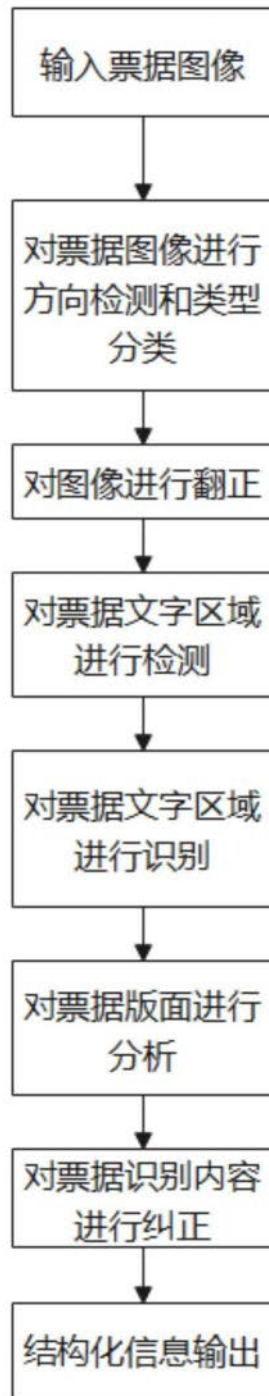 输入票据图像
对票据图像进行
方向检测和类型
分类
对图像进行翻正
对票据文字区域
进行检测
对票据文字区域
进行识别
对票据版面进行
分析
对票据识别内容
进行纠正
结构化信息输出